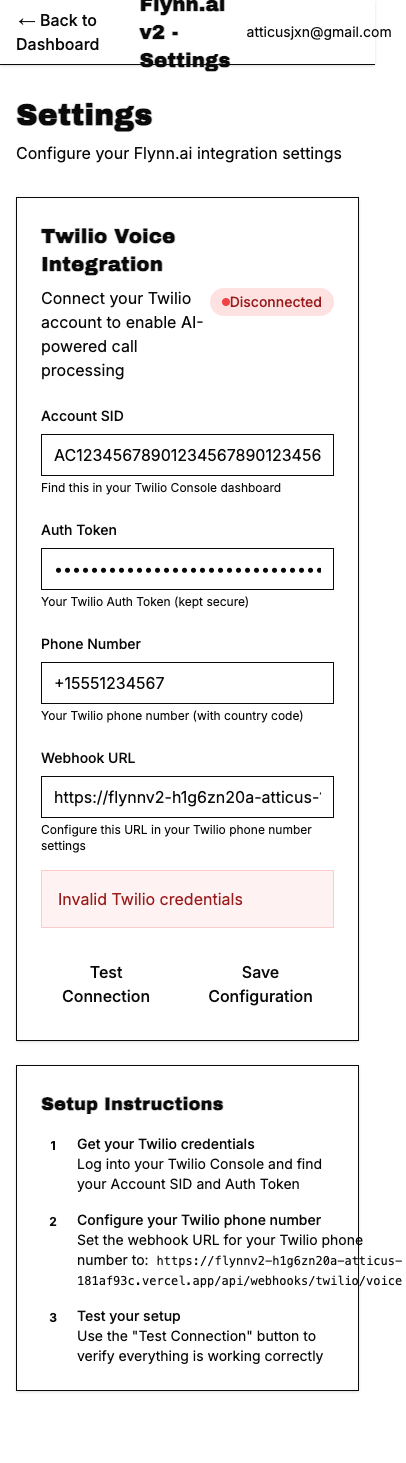 ← Back to
Dashboard
Flynn.ai
v2 -
Settings
atticusjxn@gmail.com
Settings
Configure your Flynn.ai integration settings
Twilio Voice
Integration
Connect your Twilio
account to enable AI-
powered call
processing
Disconnected
Account SID
AC12345678901234567890123456
Find this in your Twilio Console dashboard
Auth Token
••••••••••••••••••••••••••••••
Your Twilio Auth Token (kept secure)
Phone Number
+15551234567
Your Twilio phone number (with country code)
Webhook URL
https://flynnv2-h1g6zn20a-atticus-
Configure this URL in your Twilio phone number
settings
Invalid Twilio credentials
Test
Connection
Save
Configuration
Setup Instructions
1 Get your Twilio credentials
Log into your Twilio Console and find
your Account SID and Auth Token
2 Configure your Twilio phone number
Set the webhook URL for your Twilio phone
number to: https://flynnv2-h1g6zn20a-atticus-
181af93c.vercel.app/api/webhooks/twilio/voice
3 Test your setup
Use the "Test Connection" button to
verify everything is working correctly